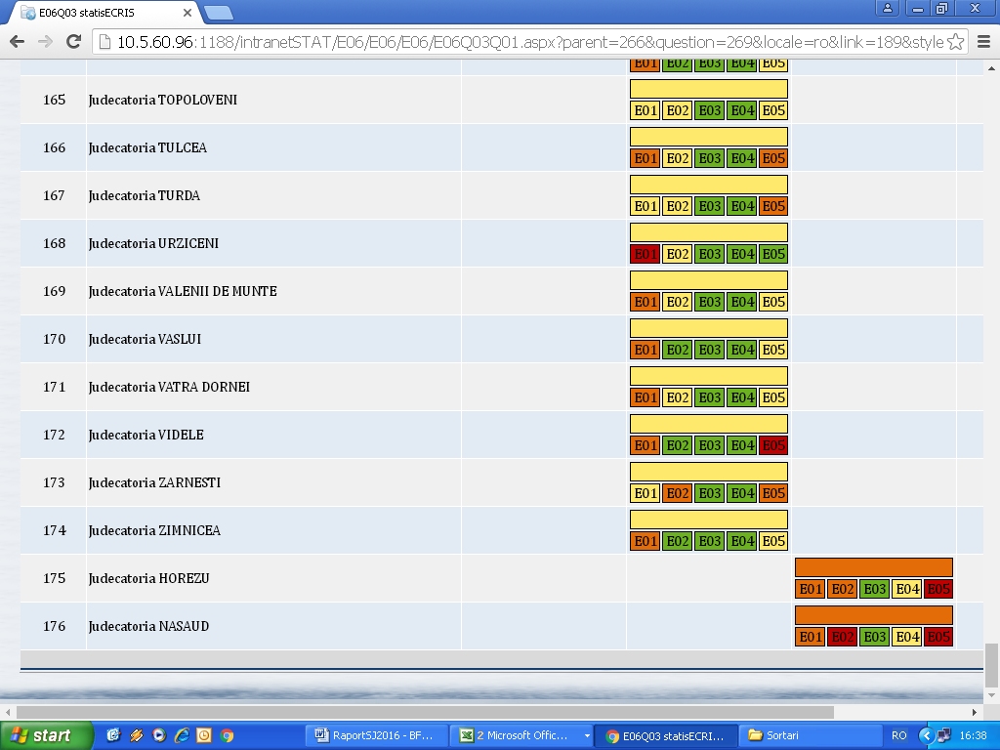 E06Q03 statisECRIS
10.5.60.96:1188/intranetSTAT/E06/E06/E06/E06Q03Q01.aspx?parent=266&question=269&locale=ro&link=189&style
E01 E02 E03 E04 E05
165 Judecatoria TOPOLOVENI
E01 E02 E03 E04 E05
166 Judecatoria TULCEA
E01 E02 E03 E04 E05
167 Judecatoria TURDA
E01 E02 E03 E04 E05
168 Judecatoria URZICENI
E01 E02 E03 E04 E05
169 Judecatoria VALENII DE MUNTE
E01 E02 E03 E04 E05
170 Judecatoria VASLUI
E01 E02 E03 E04 E05
171 Judecatoria VATRA DORNEI
E01 E02 E03 E04 E05
172 Judecatoria VIDELE
E01 E02 E03 E04 E05
173 Judecatoria ZARNESTI
E01 E02 E03 E04 E05
174 Judecatoria ZIMNICEA
E01 E02 E03 E04 E05
175 Judecatoria HOREZU
E01 E02 E03 E04 E05
176 Judecatoria NASAUD
E01 E02 E03 E04 E05
start RaportSJ2016 - BF... 2 Microsoft Offic... E06Q03 statisECRI... Sortari RO 16:38